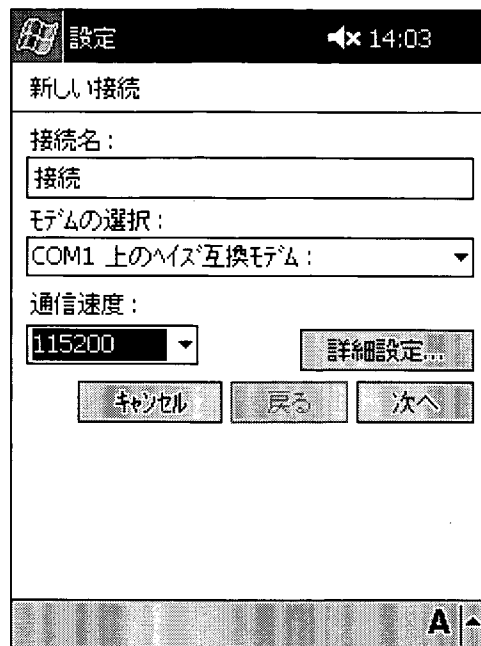 設定 14:03
新しい接続
接続名:
接続
ﾓﾃﾞﾑの選択:
COM1 上のﾍｲｽﾞ互換ﾓﾃﾞﾑ:
通信速度:
115200
詳細設定...
ｷｬﾝｾﾙ 戻る 次へ
A